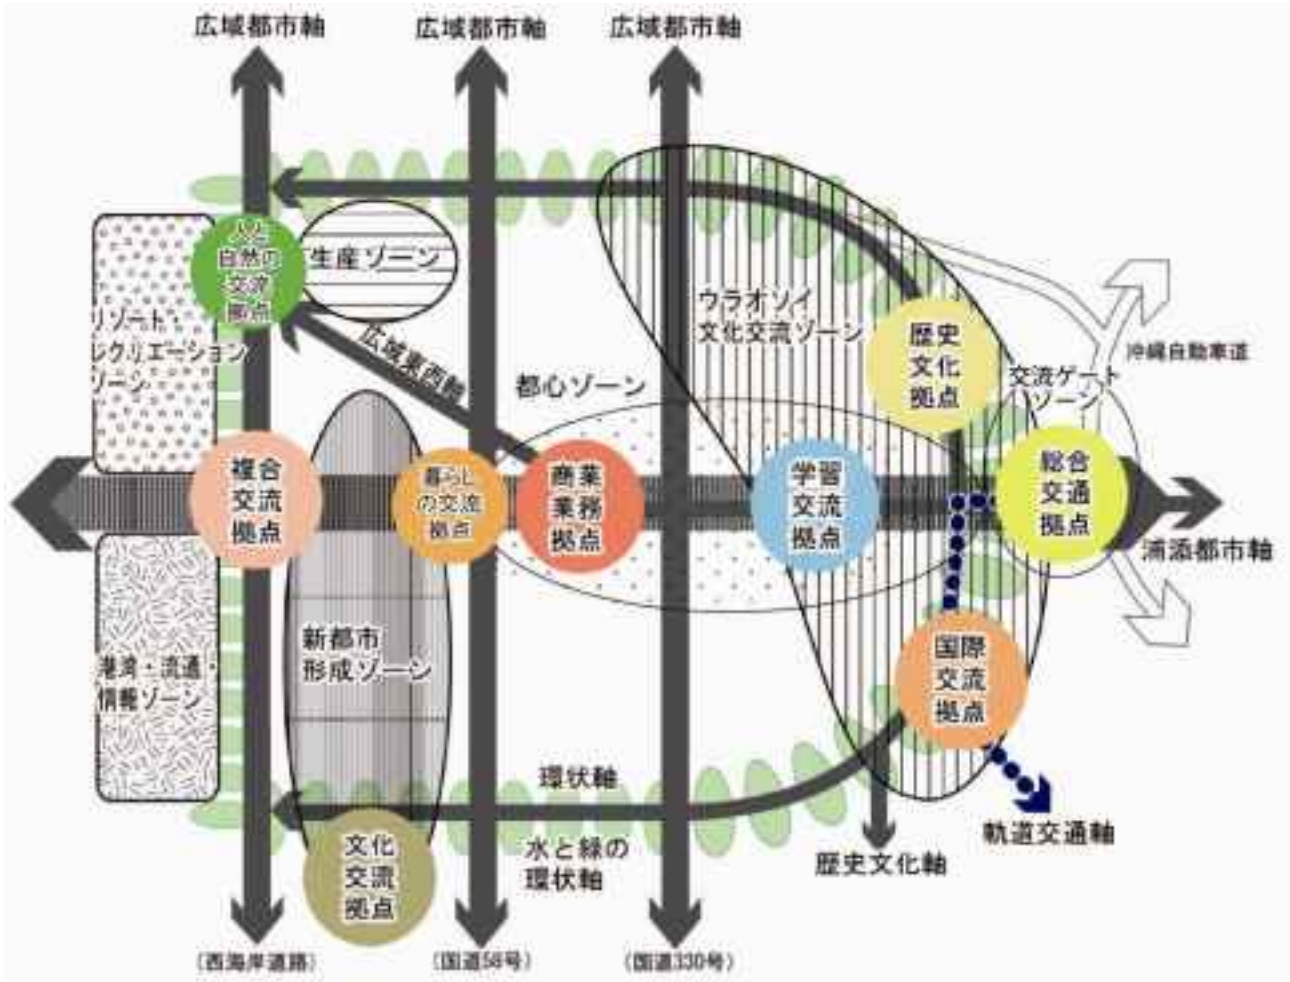 広域都市軸
広域都市軸
広域都市軸
人と
自然の
交流
拠点
生産ゾーン
リゾート・
レクリエーション
ゾーン
広域東西軸
都心ゾーン
ウラオソイ
文化交流ゾーン
歴史
文化
拠点
沖縄自動車道
交流ゲート
ゾーン
複合
交流
拠点
暮らし
の交流
拠点
商業
業務
拠点
学習
交流
拠点
総合
交通
拠点
浦添都市軸
港湾・流通・
情報ゾーン
新都市
形成ゾーン
国際
交流
拠点
環状軸
水と緑の
環状軸
文化
交流
拠点
歴史文化軸
軌道交通軸
(西海岸道路)
(国道58号)
(国道330号)